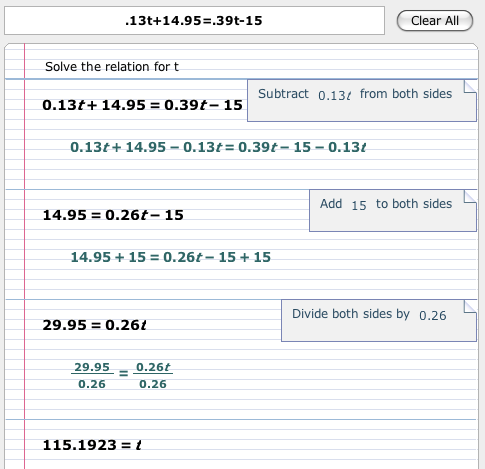 .13t+14.95=.39t-15 Clear All
Solve the relation for t
0.13t + 14.95 = 0.39t − 15 Subtract 0.13t from both sides
0.13t + 14.95 − 0.13t = 0.39t − 15 − 0.13t
14.95 = 0.26t − 15 Add 15 to both sides
14.95 + 15 = 0.26t − 15 + 15
29.95 = 0.26t Divide both sides by 0.26
29.95/0.26 = 0.26t/0.26
115.1923 = t